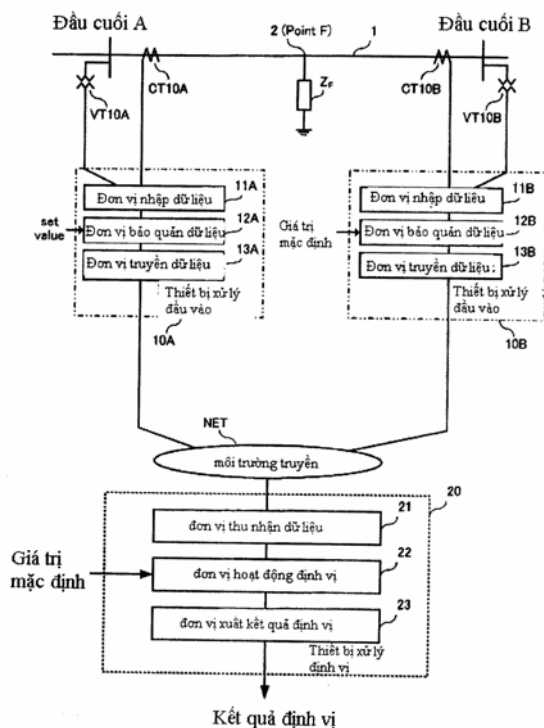 Đầu cuối A
Đầu cuối B
2 (Point F)
1
CT10A
ZF
CT10B
VT10A
VT10B
11A
Đơn vị nhập dữ liệu
set value
12A
Đơn vị bảo quản dữ liệu
13A
Đơn vị truyền dữ liệu
Thiết bị xử lý
đầu vào
10A
11B
Đơn vị nhập dữ liệu
Giá trị
mặc định
12B
Đơn vị bảo quản dữ liệu
13B
Đơn vị truyền dữ liệu
Thiết bị xử lý
đầu vào
10B
NET
môi trường truyền
20
21
đơn vị thu nhận dữ liệu
Giá trị
mặc định
22
đơn vị hoạt động định vị
23
đơn vị xuất kết quả định vị
Thiết bị xử lý
định vị
Kết quả định vị